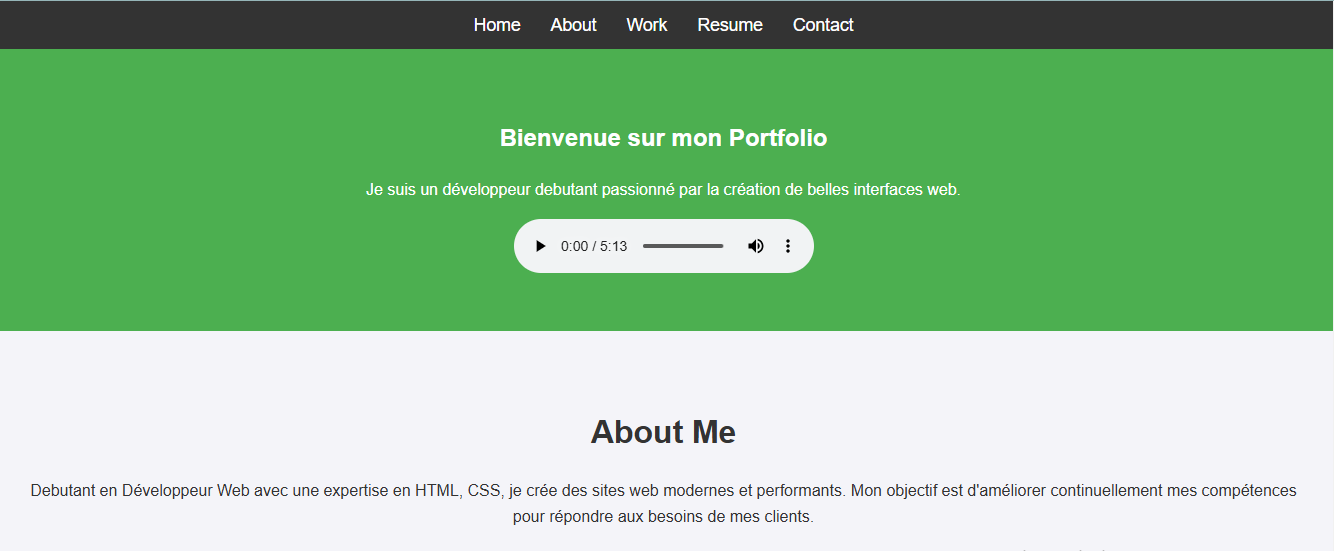 Home About Work Resume Contact
Bienvenue sur mon Portfolio
Je suis un développeur debutant passionné par la création de belles interfaces web.
0:00 / 5:13
About Me
Debutant en Développeur Web avec une expertise en HTML, CSS, je crée des sites web modernes et performants. Mon objectif est d'améliorer continuellement mes compétences
pour répondre aux besoins de mes clients.